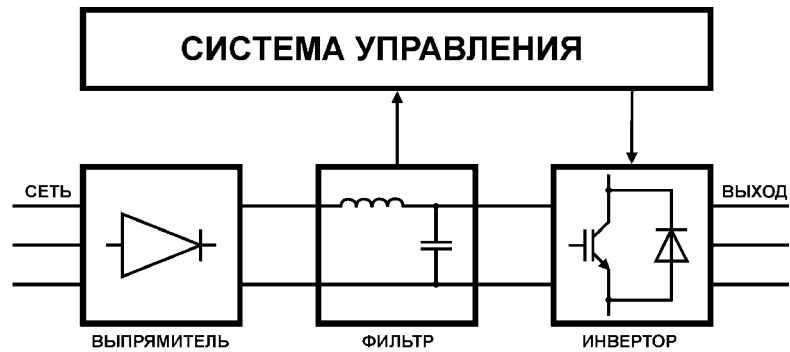 СИСТЕМА УПРАВЛЕНИЯ
СЕТЬ
ВЫХОД
ВЫПРЯМИТЕЛЬ
ФИЛЬТР
ИНВЕРТОР